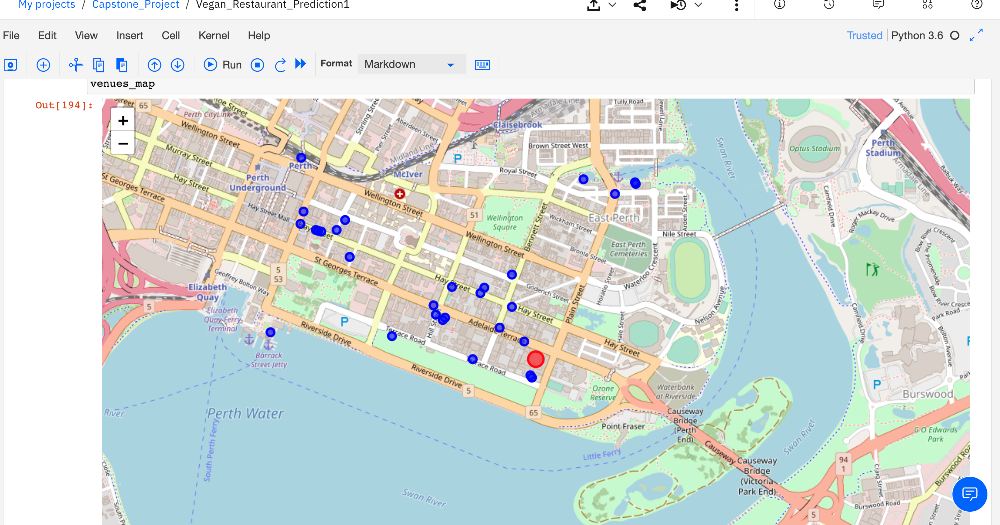 My projects / Capstone_Project / Vegan_Restaurant_Prediction1
File Edit View Insert Cell Kernel Help
Trusted | Python 3.6
Run
Format
Markdown
venues_map
Out[194]:
+
−
Street
65
Roe Street
Perth CityLink
Wellington Street
Murray Street
Hay Street
St Georges Terrace
Perth
Perth
Underground
Hay Street Mall
Stirling Street
Pier Street
Aberdeen Street
Midland Line
McIver
Armadale Line
Claisebrook
Tully Road
Jewell Lane
Brown Street West
Royal Street
P
Wellington Street
51
Wellington
Square
Bennett Street
Wickham Street
East Perth
Arden Street
Nile Street
East Perth
Cemeteries
Bronte Street
Wellington Street
Waterloo Crescent
Horatio Street
Goderich Street
Plain Street
Hale Street
Nelson Avenue
Swan River
Optus Stadium
Perth
Stadium
Armadale Line
Balbuk Way
Camfield Drive
Roger Mackay Drive
Bow River Crescent
The Promenade
Park Road
Camfield Drive
Bolton Avenue
St Georges Terrace
5
53
Geoffrey Bolton Way
Elizabeth
Quay
5
Elizabeth
Quay Ferry
Terminal
Barrack
Street Jetty
P
Riverside Drive
Terrace Road
Hay Street
Hay Street
Hay Street
Riverside Drive
5
65
Ozone
Reserve
Waterbank
at Riverside
Point Fraser
Causeway
Bridge
(Perth
End)
Causeway
Causeway
Bridge
(Victoria
Park End)
Little Ferry
Perth Water
River
South Perth Ferry
Swan River
Swan River
P
Burswood
G O Edwards
Park
94
1
5
Craig Street
Burswood Road